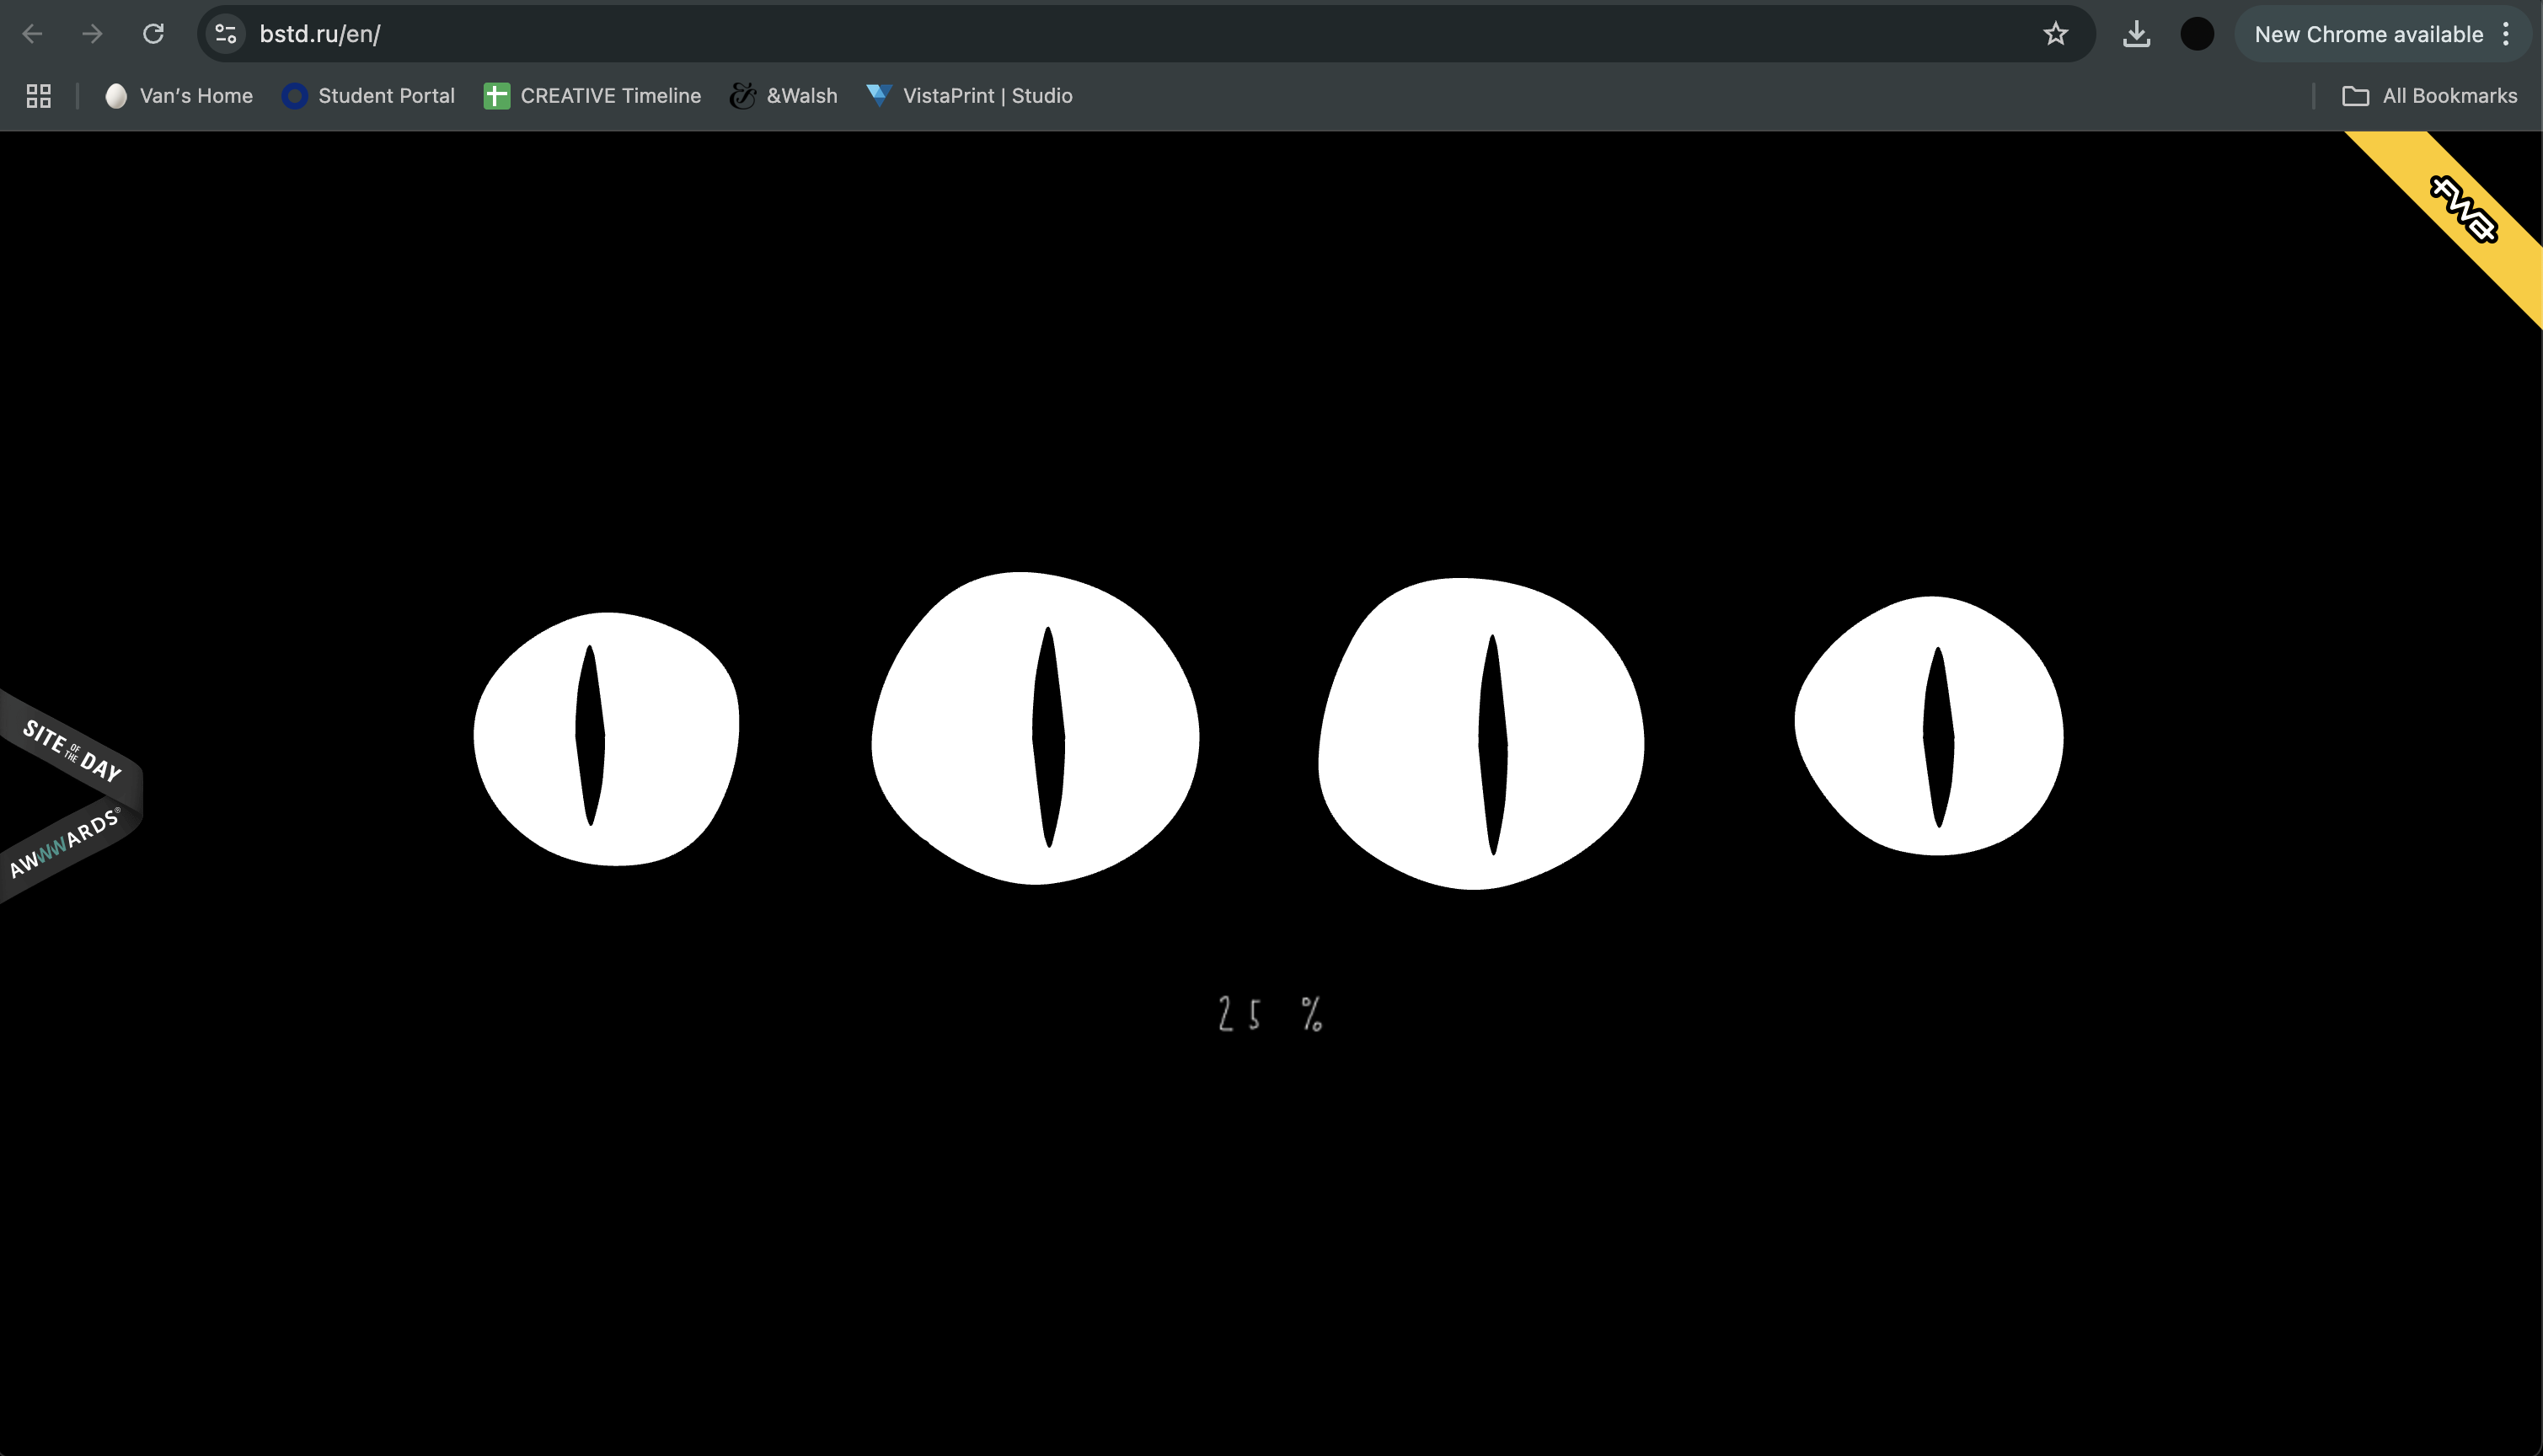 bstd.ru/en/
New Chrome available
Van's Home
Student Portal
CREATIVE Timeline
&Walsh
VistaPrint | Studio
All Bookmarks
fwa
SITE OF THE DAY
AWWWARDS®
25 %